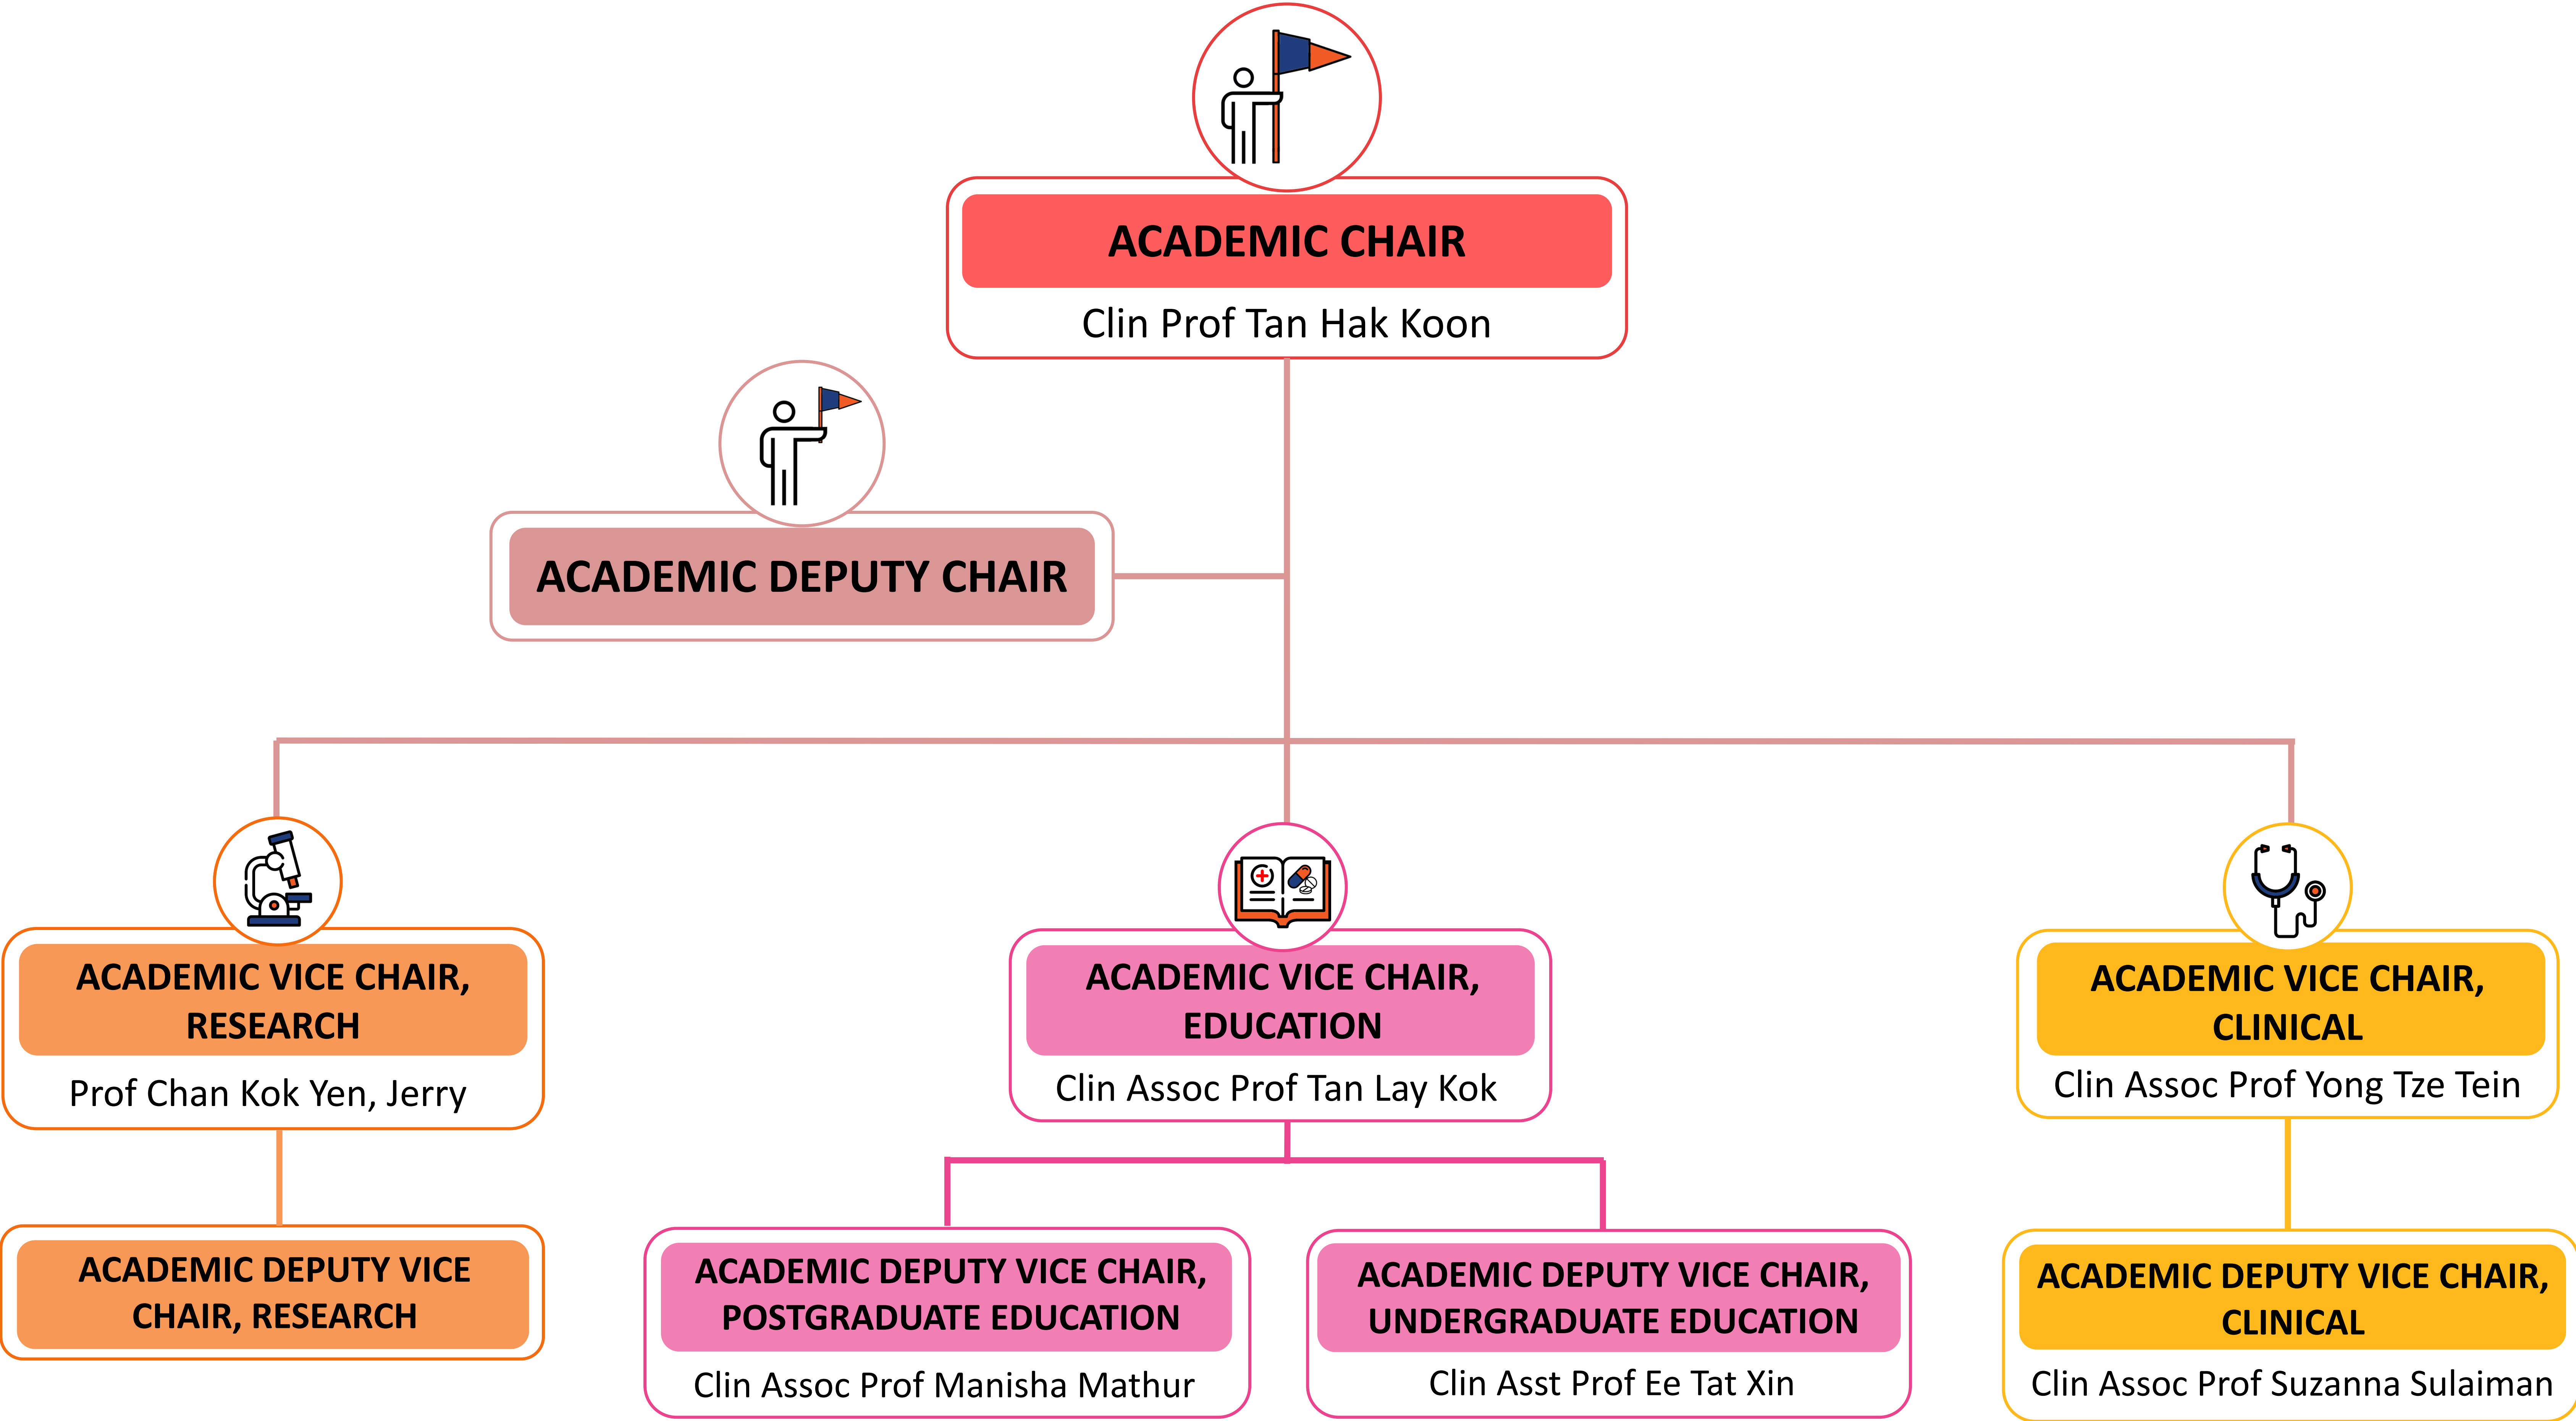 ACADEMIC CHAIR
Clin Prof Tan Hak Koon
ACADEMIC DEPUTY CHAIR
ACADEMIC VICE CHAIR,
RESEARCH
Prof Chan Kok Yen, Jerry
ACADEMIC VICE CHAIR,
EDUCATION
Clin Assoc Prof Tan Lay Kok
ACADEMIC VICE CHAIR,
CLINICAL
Clin Assoc Prof Yong Tze Tein
ACADEMIC DEPUTY VICE
CHAIR, RESEARCH
ACADEMIC DEPUTY VICE CHAIR,
POSTGRADUATE EDUCATION
Clin Assoc Prof Manisha Mathur
ACADEMIC DEPUTY VICE CHAIR,
UNDERGRADUATE EDUCATION
Clin Asst Prof Ee Tat Xin
ACADEMIC DEPUTY VICE CHAIR,
CLINICAL
Clin Assoc Prof Suzanna Sulaiman